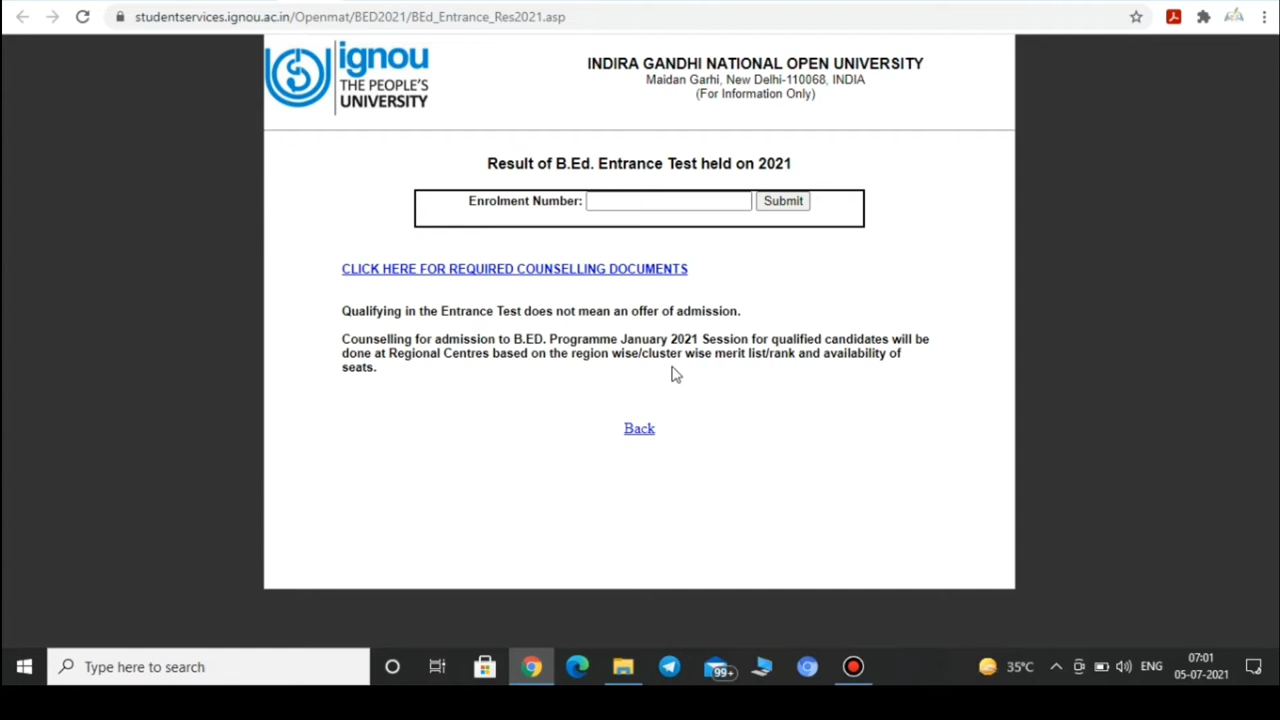 studentservices.ignou.ac.in/Openmat/BED2021/BEd_Entrance_Res2021.asp
ignou
THE PEOPLE'S
UNIVERSITY
INDIRA GANDHI NATIONAL OPEN UNIVERSITY
Maidan Garhi, New Delhi-110068, INDIA
(For Information Only)
Result of B.Ed. Entrance Test held on 2021
Enrolment Number: Submit
CLICK HERE FOR REQUIRED COUNSELLING DOCUMENTS
Qualifying in the Entrance Test does not mean an offer of admission.
Counselling for admission to B.ED. Programme January 2021 Session for qualified candidates will be
done at Regional Centres based on the region wise/cluster wise merit list/rank and availability of
seats.
Back
Type here to search
99+
35°C
ENG
07:01
05-07-2021